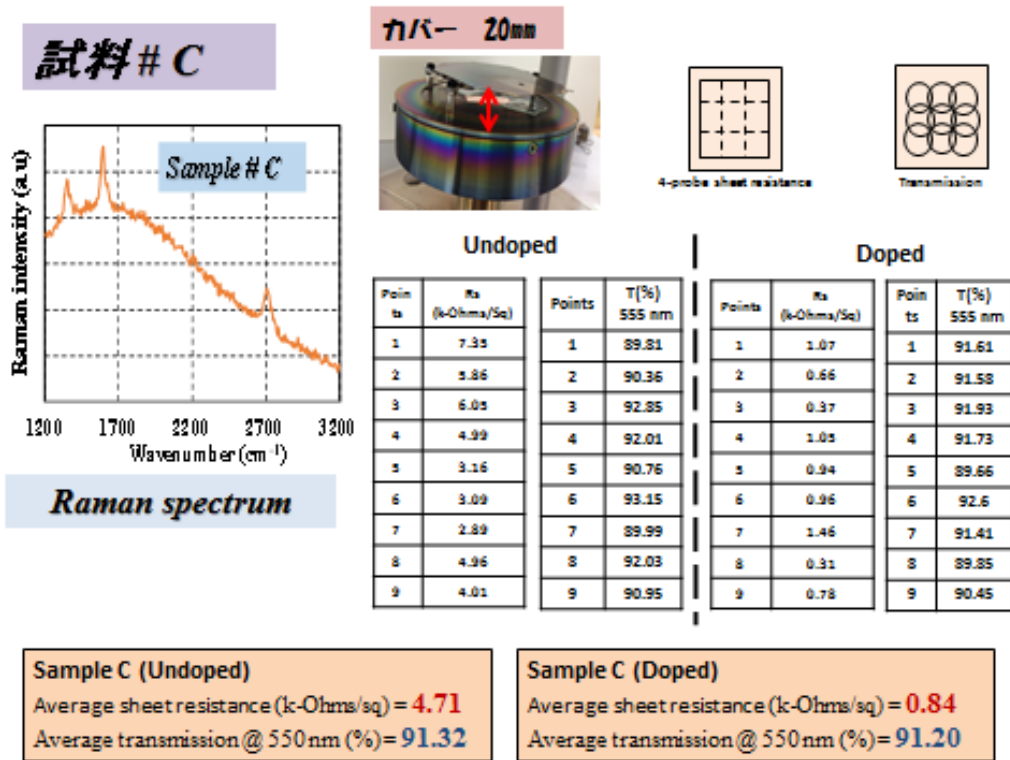 試料 # C
カバー 20mm
Sample # C
Raman intensity (a.u)
1200 1700 2200 2700 3200
Wavenumber (cm⁻¹)
Raman spectrum
4-probe sheet resistance
Transmission
Undoped
Points Rs (k-Ohms/Sq)
1 7.35
2 5.86
3 6.05
4 4.99
5 3.16
6 3.09
7 2.89
8 4.96
9 4.01
Points T(%) 555 nm
1 89.81
2 90.36
3 92.85
4 92.01
5 90.76
6 93.15
7 89.99
8 92.03
9 90.95
Doped
Points Rs (k-Ohms/Sq)
1 1.07
2 0.66
3 0.37
4 1.05
5 0.94
6 0.96
7 1.46
8 0.31
9 0.78
Points T(%) 555 nm
1 91.61
2 91.58
3 91.93
4 91.73
5 89.66
6 92.6
7 91.41
8 89.85
9 90.45
Sample C (Undoped)
Average sheet resistance (k-Ohms/sq) = 4.71
Average transmission @ 550 nm (%) = 91.32
Sample C (Doped)
Average sheet resistance (k-Ohms/sq) = 0.84
Average transmission @ 550 nm (%) = 91.20